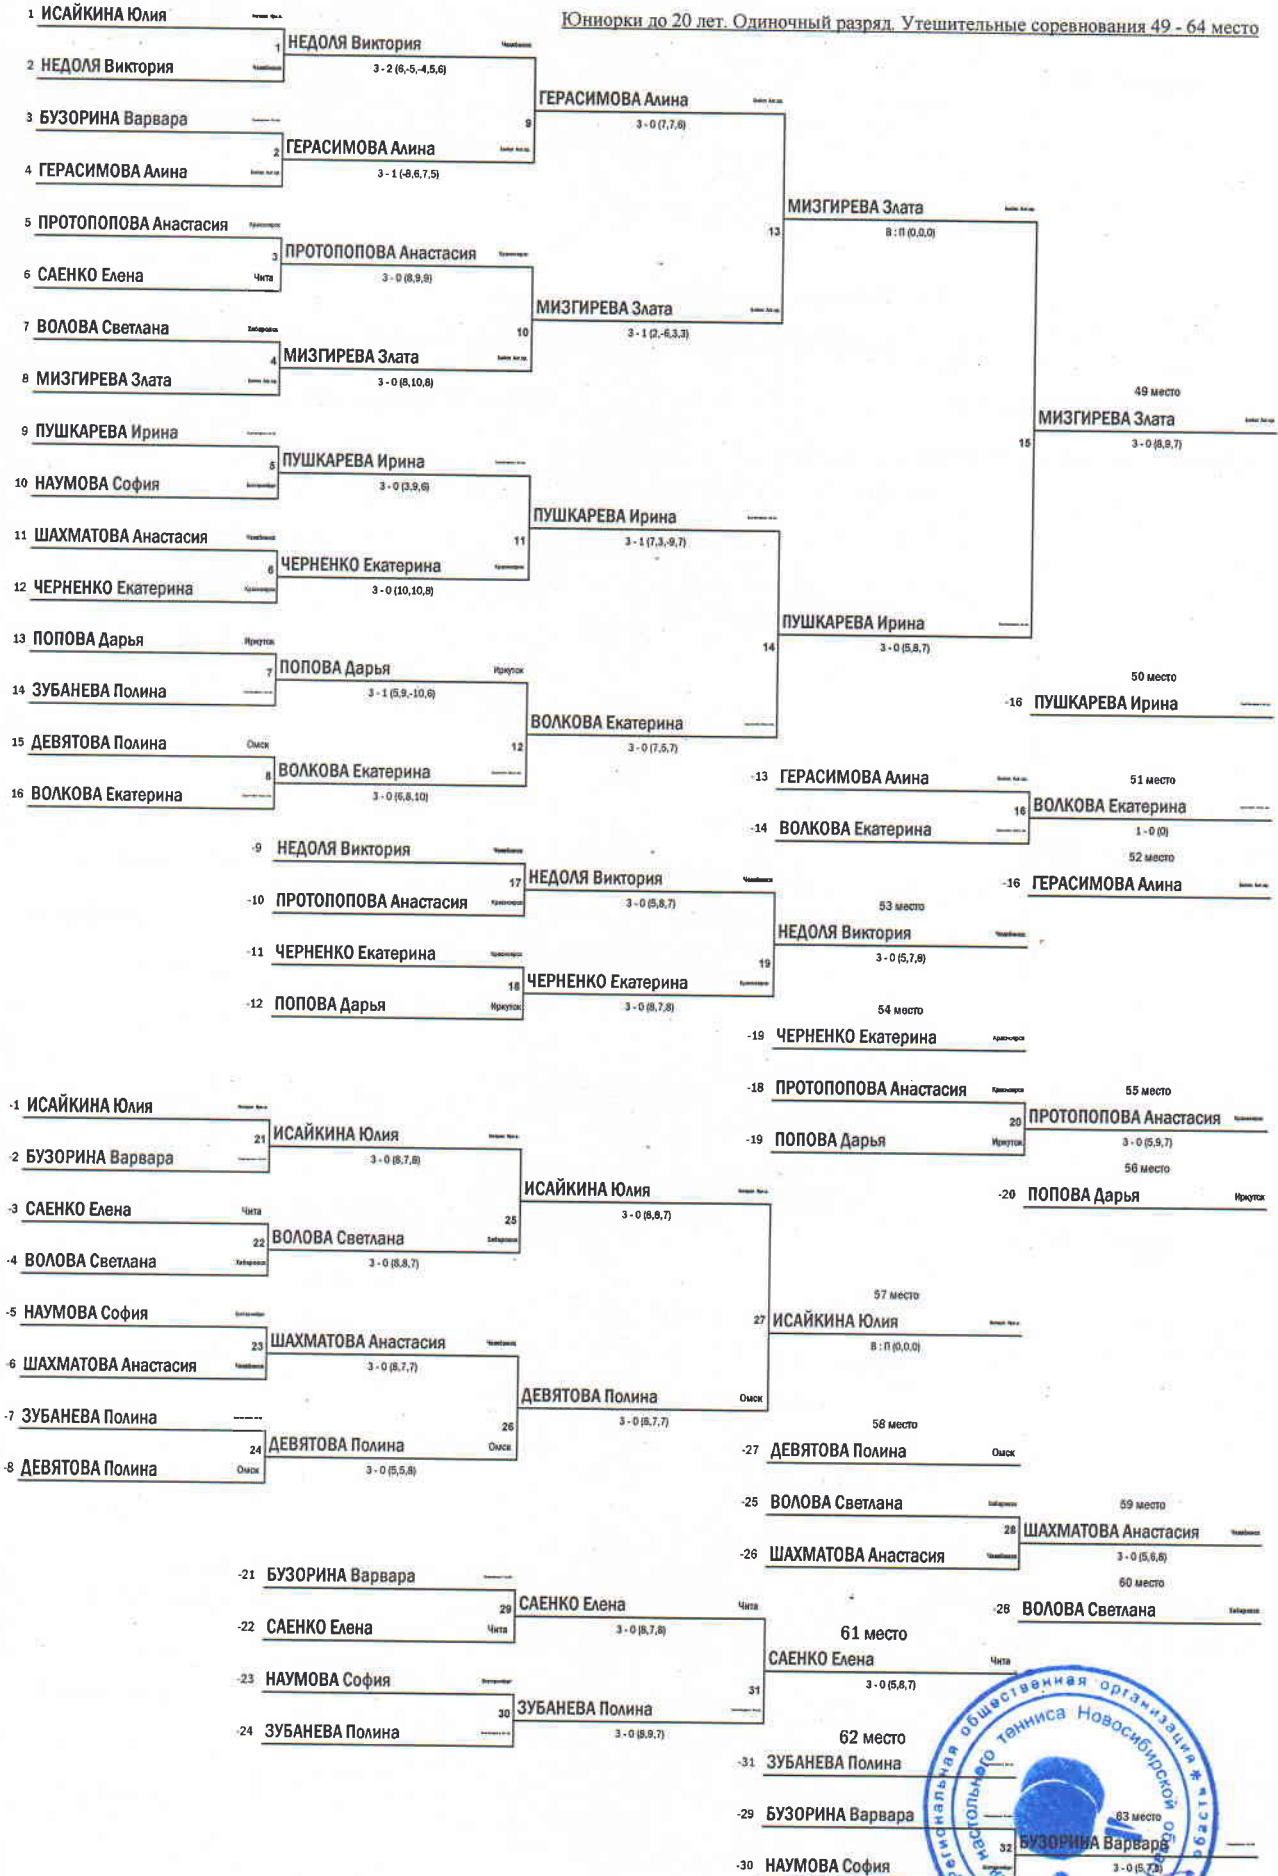 Юниорки до 20 лет. Одиночный разряд. Утешительные соревнования 49 - 64 место
1 ИСАЙКИНА Юлия
1 НЕДОЛЯ Виктория
2 НЕДОЛЯ Виктория
3 - 2 (6,-5,-4,5,6)
9 ГЕРАСИМОВА Алина
3 - 0 (7,7,6)
3 БУЗОРИНА Варвара
2 ГЕРАСИМОВА Алина
4 ГЕРАСИМОВА Алина
3 - 1 (-8,6,7,5)
13 МИЗГИРЕВА Злата
В : П (0,0,0)
5 ПРОТОПОПОВА Анастасия
3 ПРОТОПОПОВА Анастасия
6 САЕНКО Елена Чита
3 - 0 (8,9,9)
10 МИЗГИРЕВА Злата
3 - 1 (2,-6,3,3)
7 ВОЛОВА Светлана
4 МИЗГИРЕВА Злата
8 МИЗГИРЕВА Злата
3 - 0 (8,10,8)
49 место
15 МИЗГИРЕВА Злата
3 - 0 (8,9,7)
9 ПУШКАРЕВА Ирина
5 ПУШКАРЕВА Ирина
10 НАУМОВА София
3 - 0 (3,9,6)
11 ПУШКАРЕВА Ирина
3 - 1 (7,3,-9,7)
11 ШАХМАТОВА Анастасия
6 ЧЕРНЕНКО Екатерина
12 ЧЕРНЕНКО Екатерина
3 - 0 (10,10,8)
14 ПУШКАРЕВА Ирина
3 - 0 (5,8,7)
13 ПОПОВА Дарья Иркутск
7 ПОПОВА Дарья Иркутск
14 ЗУБАНЕВА Полина
3 - 1 (5,9,-10,6)
50 место
-16 ПУШКАРЕВА Ирина
12 ВОЛКОВА Екатерина
3 - 0 (7,5,7)
15 ДЕВЯТОВА Полина Омск
8 ВОЛКОВА Екатерина
16 ВОЛКОВА Екатерина
3 - 0 (6,8,10)
-13 ГЕРАСИМОВА Алина
51 место
16 ВОЛКОВА Екатерина
-14 ВОЛКОВА Екатерина
1 - 0 (0)
52 место
-16 ГЕРАСИМОВА Алина
-9 НЕДОЛЯ Виктория
17 НЕДОЛЯ Виктория
-10 ПРОТОПОПОВА Анастасия
3 - 0 (5,8,7)
53 место
19 НЕДОЛЯ Виктория
3 - 0 (5,7,8)
-11 ЧЕРНЕНКО Екатерина
18 ЧЕРНЕНКО Екатерина
-12 ПОПОВА Дарья Иркутск
3 - 0 (8,7,8)
54 место
-19 ЧЕРНЕНКО Екатерина
-18 ПРОТОПОПОВА Анастасия
55 место
20 ПРОТОПОПОВА Анастасия
-19 ПОПОВА Дарья Иркутск
3 - 0 (5,9,7)
56 место
-20 ПОПОВА Дарья Иркутск
-1 ИСАЙКИНА Юлия
21 ИСАЙКИНА Юлия
-2 БУЗОРИНА Варвара
3 - 0 (8,7,8)
25 ИСАЙКИНА Юлия
3 - 0 (8,8,7)
-3 САЕНКО Елена Чита
22 ВОЛОВА Светлана
-4 ВОЛОВА Светлана
3 - 0 (8,8,7)
57 место
27 ИСАЙКИНА Юлия
В : П (0,0,0)
-5 НАУМОВА София
23 ШАХМАТОВА Анастасия
-6 ШАХМАТОВА Анастасия
3 - 0 (8,7,7)
26 ДЕВЯТОВА Полина Омск
3 - 0 (8,7,7)
-7 ЗУБАНЕВА Полина
24 ДЕВЯТОВА Полина Омск
-8 ДЕВЯТОВА Полина Омск
3 - 0 (5,5,8)
58 место
-27 ДЕВЯТОВА Полина Омск
-25 ВОЛОВА Светлана
59 место
28 ШАХМАТОВА Анастасия
-26 ШАХМАТОВА Анастасия
3 - 0 (5,6,8)
60 место
-28 ВОЛОВА Светлана
-21 БУЗОРИНА Варвара
29 САЕНКО Елена Чита
-22 САЕНКО Елена Чита
3 - 0 (8,7,8)
61 место
31 САЕНКО Елена Чита
3 - 0 (5,8,7)
-23 НАУМОВА София
30 ЗУБАНЕВА Полина
-24 ЗУБАНЕВА Полина
3 - 0 (8,9,7)
62 место
-31 ЗУБАНЕВА Полина
-29 БУЗОРИНА Варвара
63 место
32 БУЗОРИНА Варвара
-30 НАУМОВА София
общественная организация
настольного тенниса Новосибирской